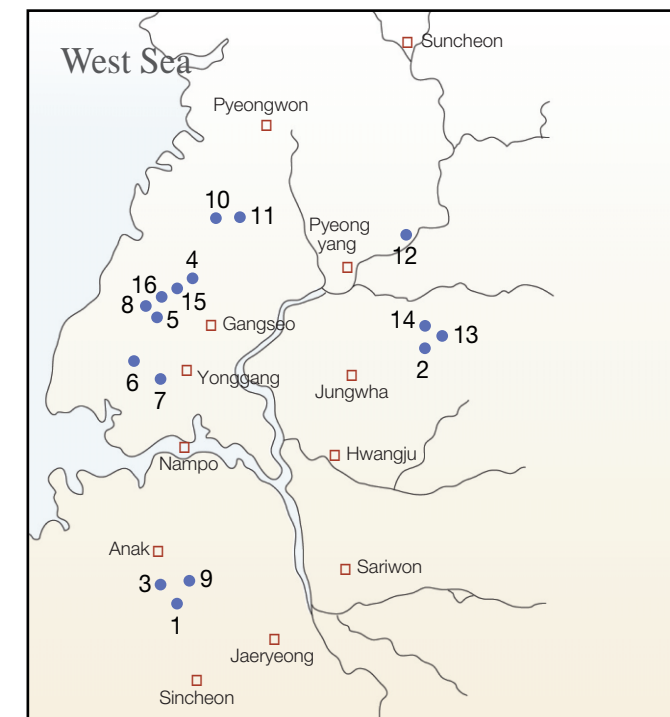 Suncheon
West Sea
Pyeongwon
10
11
Pyeong
yang
12
4
16
15
8
5
Gangseo
14
13
2
6
7
Yonggang
Jungwha
Hwangju
Nampo
Anak
3
9
1
Sariwon
Jaeryeong
Sincheon